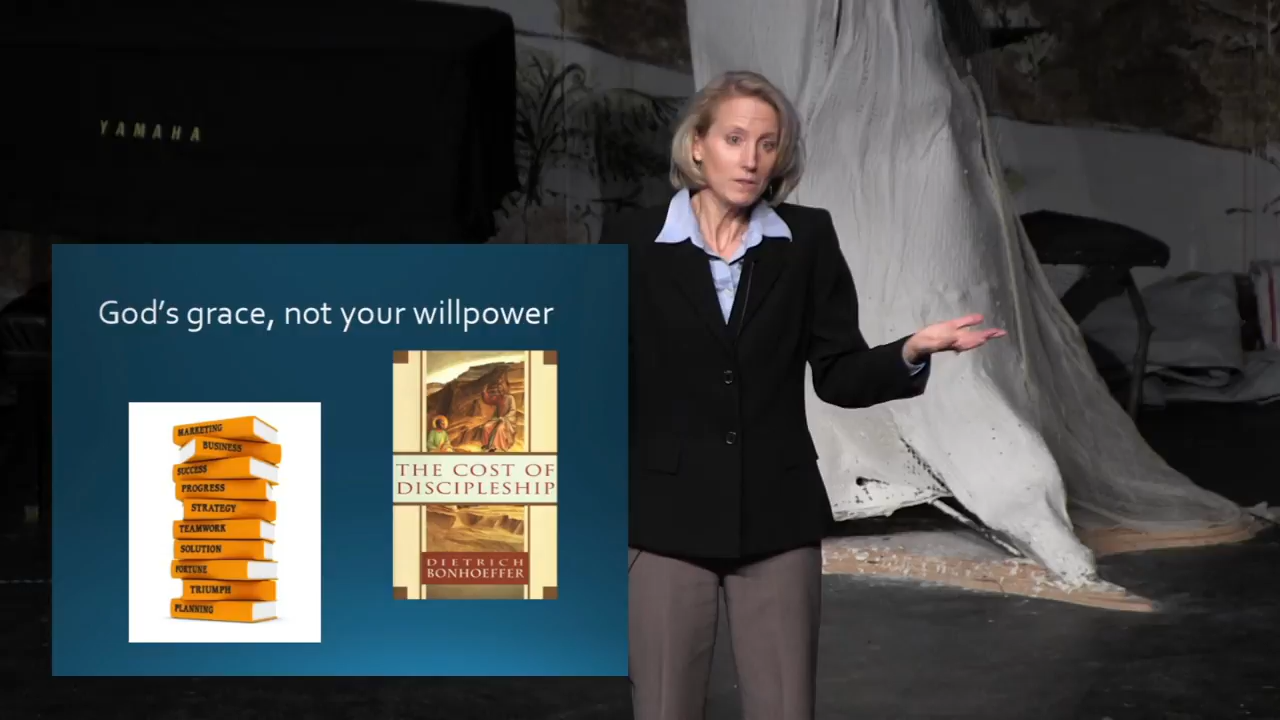 YAMAHA
God's grace, not your willpower
MARKETING
BUSINESS
SUCCESS
PROGRESS
STRATEGY
TEAMWORK
SOLUTION
FORTUNE
TRIUMPH
PLANNING
THE COST OF
DISCIPLESHIP
DIETRICH
BONHOEFFER